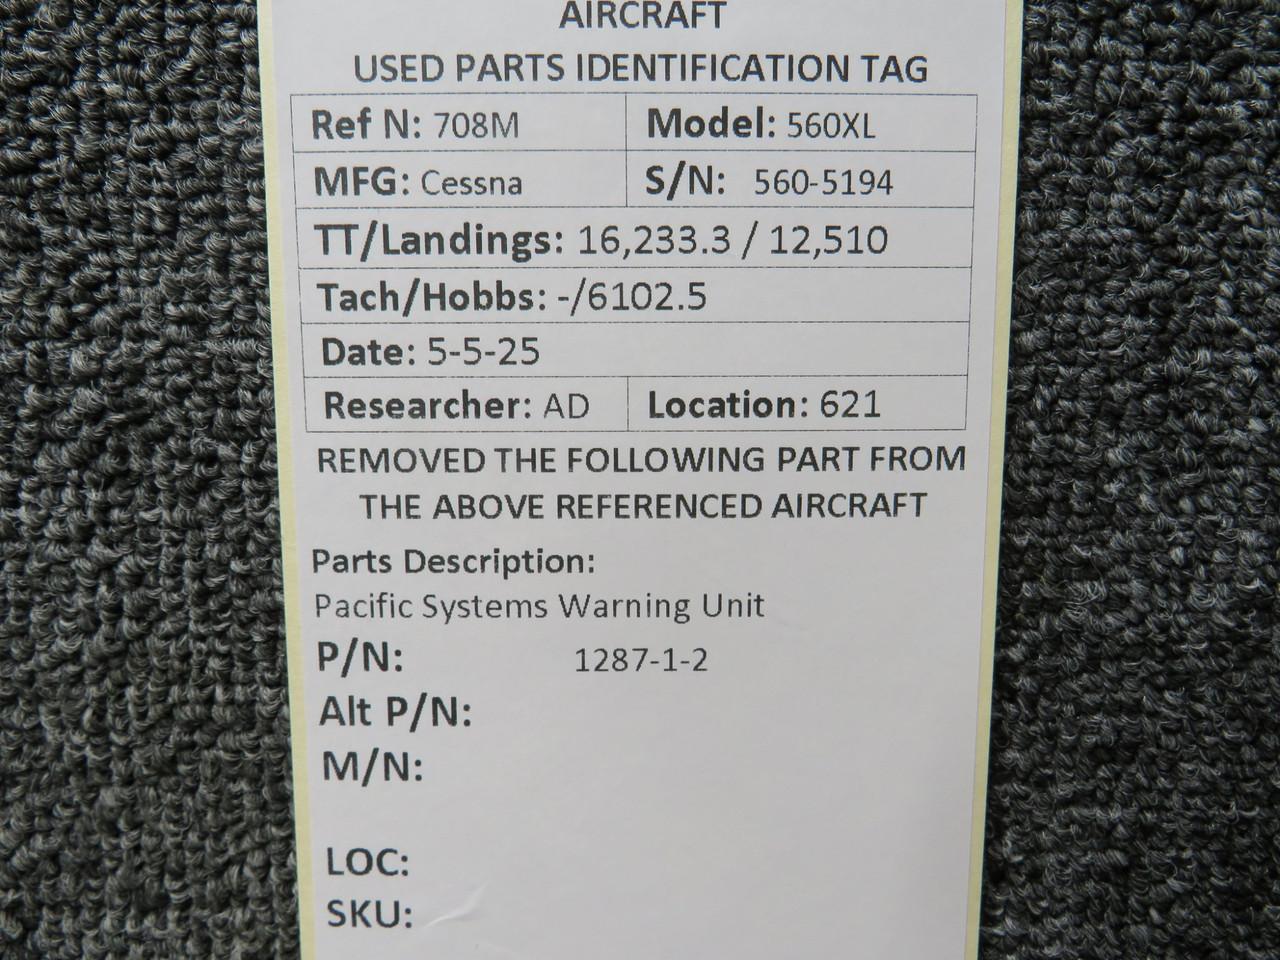 AIRCRAFT
USED PARTS IDENTIFICATION TAG
Ref N: 708M Model: 560XL
MFG: Cessna S/N: 560-5194
TT/Landings: 16,233.3 / 12,510
Tach/Hobbs: -/6102.5
Date: 5-5-25
Researcher: AD Location: 621
REMOVED THE FOLLOWING PART FROM
THE ABOVE REFERENCED AIRCRAFT
Parts Description:
Pacific Systems Warning Unit
P/N: 1287-1-2
Alt P/N:
M/N:
LOC:
SKU: